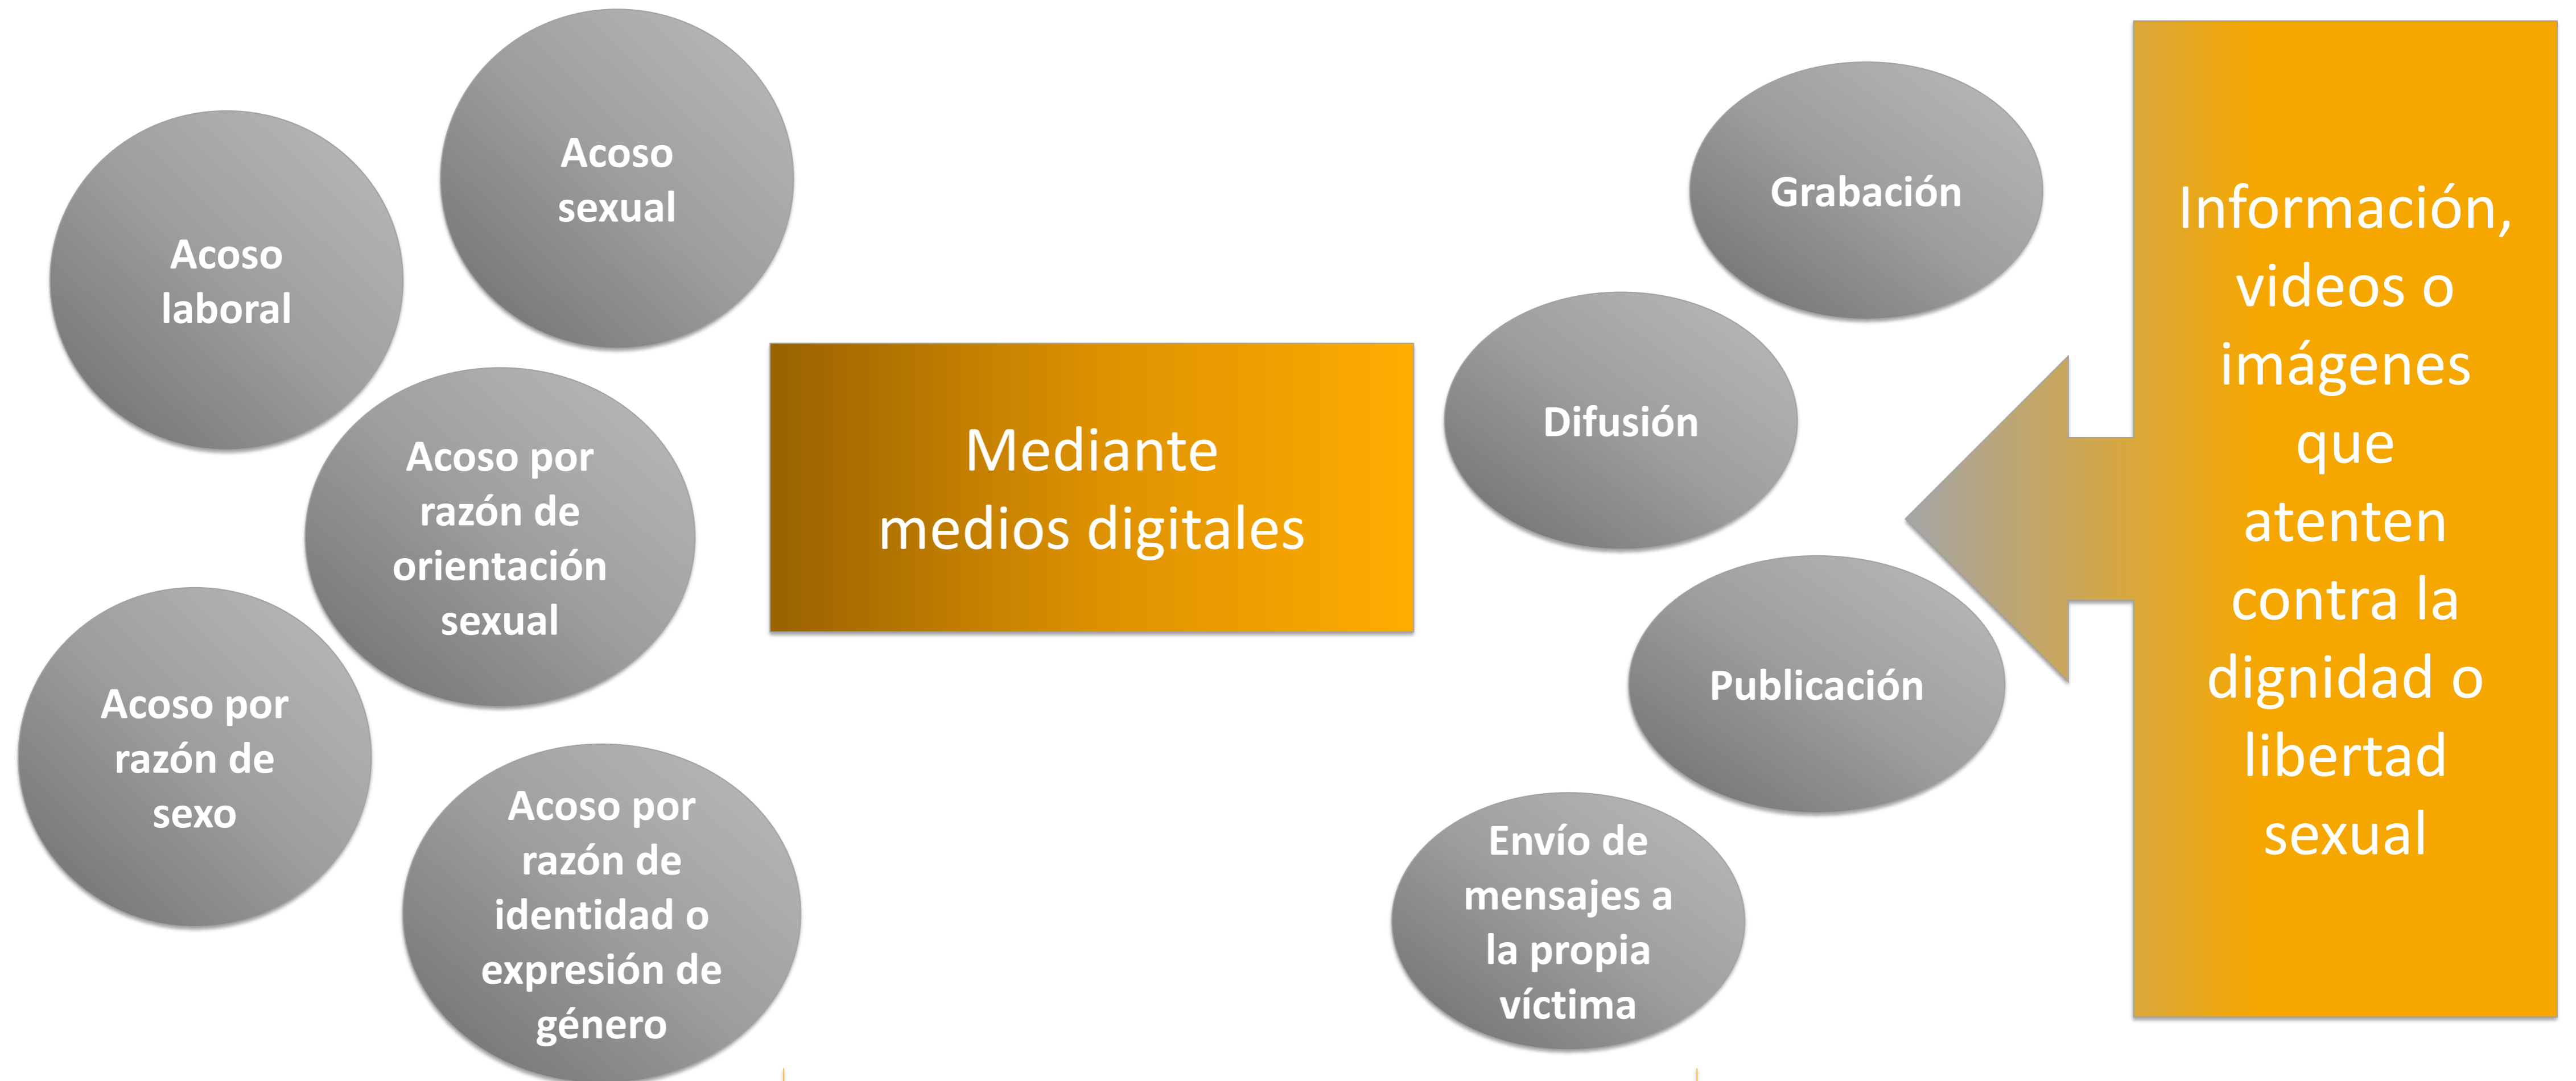 Acoso
sexual
Acoso
laboral
Acoso por
razón de
orientación
sexual
Acoso por
razón de
sexo
Acoso por
razón de
identidad o
expresión de
género
Mediante
medios digitales
Grabación
Difusión
Publicación
Envío de
mensajes a
la propia
víctima
Información,
videos o
imágenes
que
atenten
contra la
dignidad o
libertad
sexual